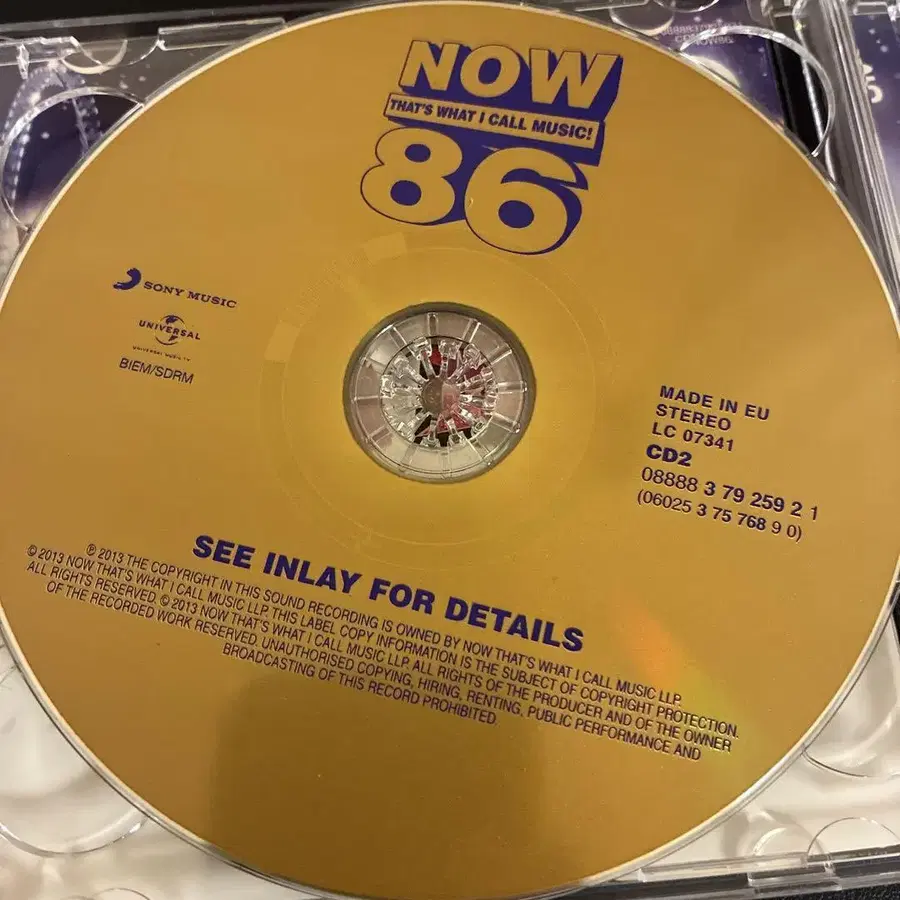 NOW
THAT'S WHAT I CALL MUSIC!
86
SONY MUSIC
UNIVERSAL
UNIVERSAL MUSIC TV
BIEM/SDRM
MADE IN EU
STEREO
LC 07341
CD2
08888 3 79 259 2 1
(06025 3 75 768 9 0)
SEE INLAY FOR DETAILS
℗ 2013 THE COPYRIGHT IN THIS SOUND RECORDING IS OWNED BY NOW THAT'S WHAT I CALL MUSIC LLP.
© 2013 NOW THAT'S WHAT I CALL MUSIC LLP. THIS LABEL COPY INFORMATION IS THE SUBJECT OF COPYRIGHT PROTECTION.
ALL RIGHTS RESERVED. © 2013 NOW THAT'S WHAT I CALL MUSIC LLP. ALL RIGHTS OF THE PRODUCER AND OF THE OWNER
OF THE RECORDED WORK RESERVED. UNAUTHORISED COPYING, HIRING, RENTING, PUBLIC PERFORMANCE AND
BROADCASTING OF THIS RECORD PROHIBITED